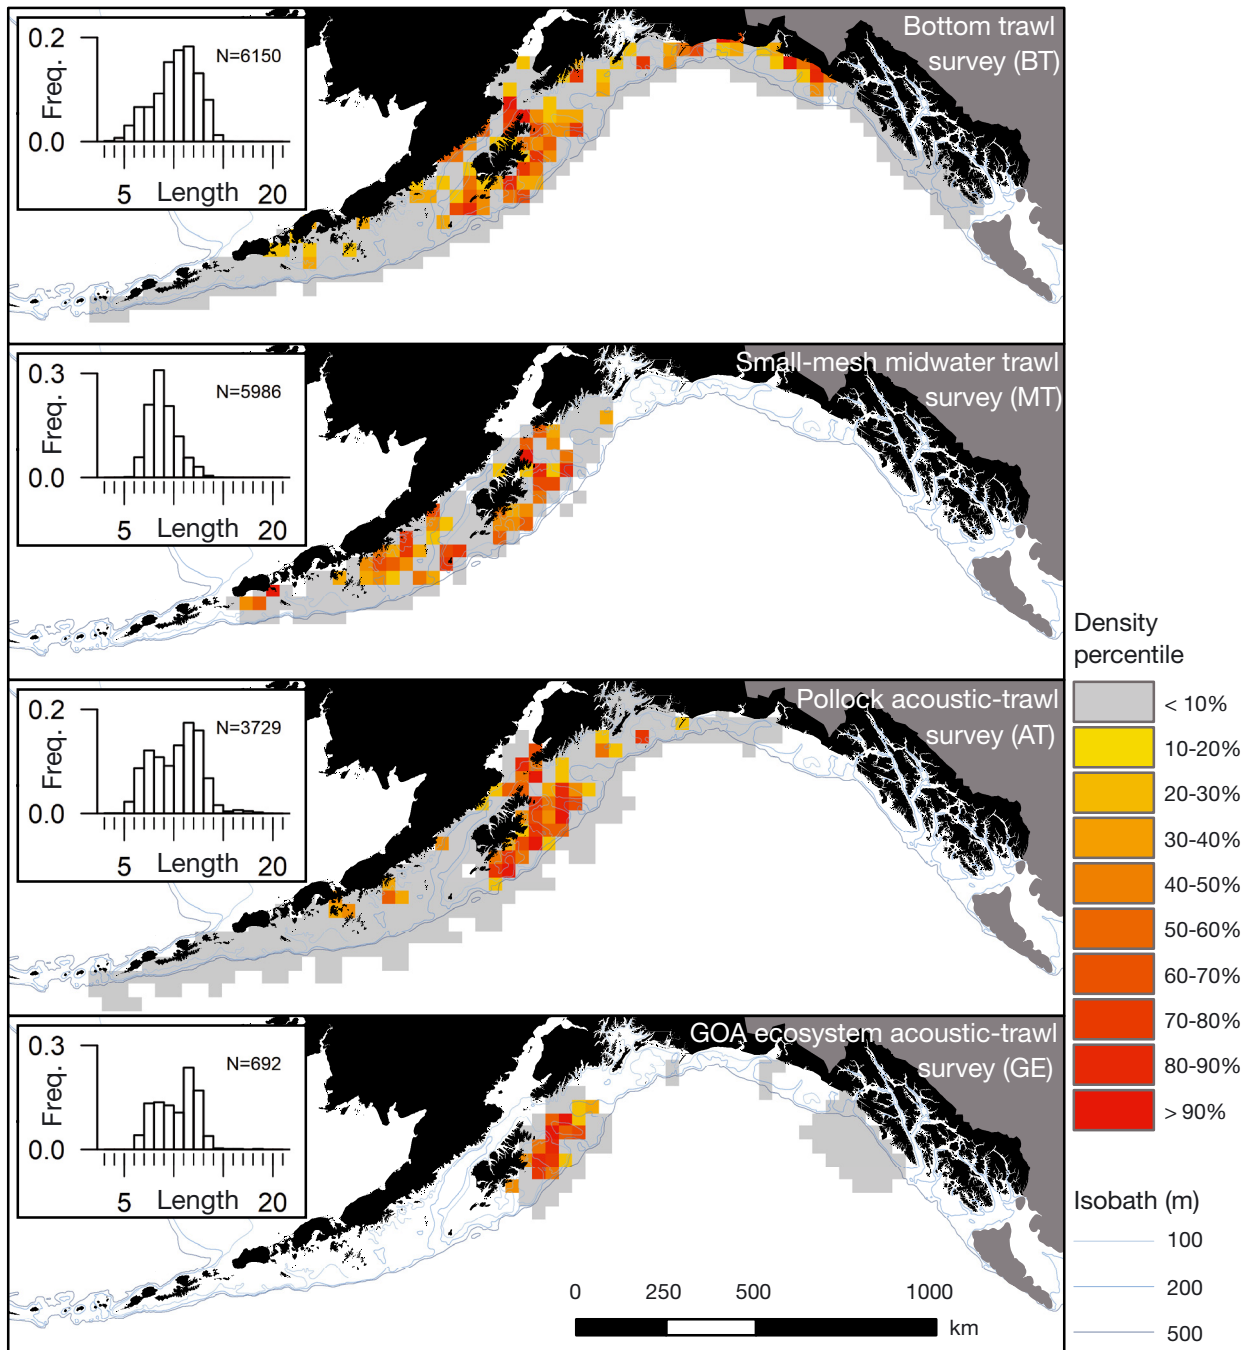 Bottom trawl
survey (BT)
0.2
Freq.
0.0
N=6150
5 Length 20
Small-mesh midwater trawl
survey (MT)
0.3
Freq.
0.0
N=5986
5 Length 20
Pollock acoustic-trawl
survey (AT)
0.2
Freq.
0.0
N=3729
5 Length 20
GOA ecosystem acoustic-trawl
survey (GE)
0.3
Freq.
0.0
N=692
5 Length 20
0 250 500 1000
km
Density
percentile
< 10%
10-20%
20-30%
30-40%
40-50%
50-60%
60-70%
70-80%
80-90%
> 90%
Isobath (m)
100
200
500